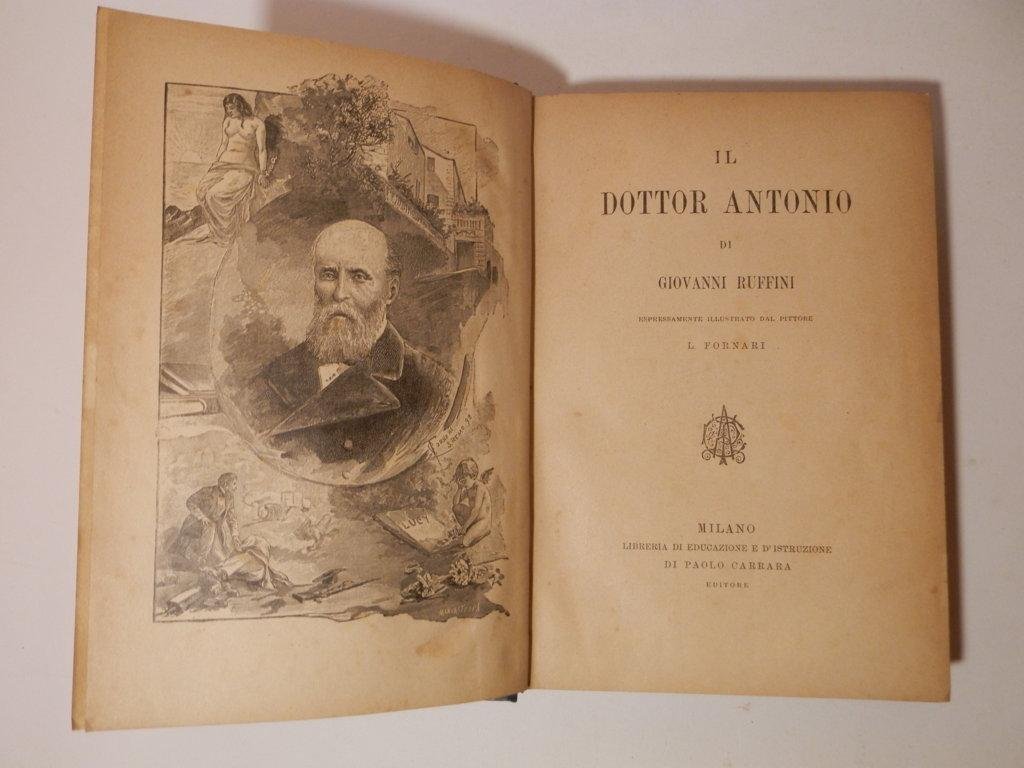 LUCY
IL
DOTTOR ANTONIO
DI
GIOVANNI RUFFINI
ESPRESSAMENTE ILLUSTRATO DAL PITTORE
L. FORNARI
MILANO
LIBRERIA DI EDUCAZIONE E D'ISTRUZIONE
DI PAOLO CARRARA
EDITORE